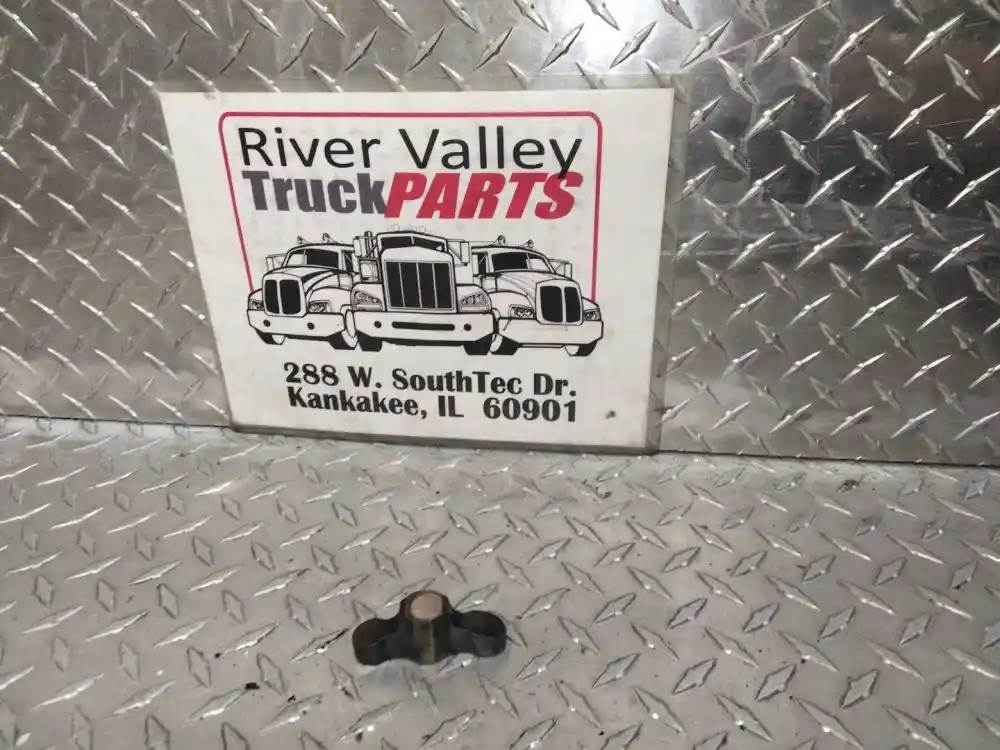 River Valley
TruckPARTS
288 W. SouthTec Dr.
Kankakee, IL 60901